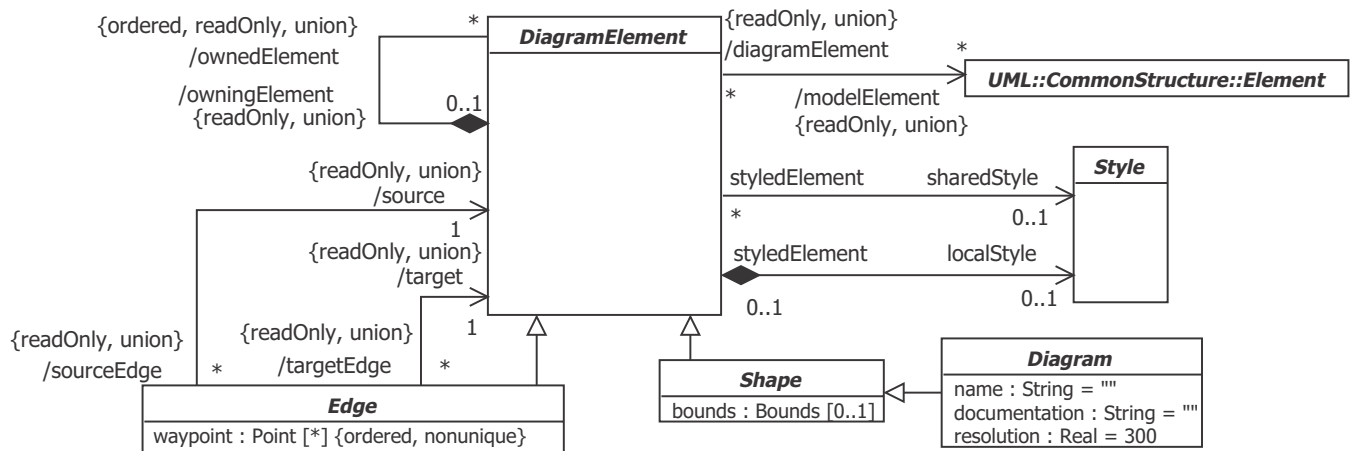 {ordered, readOnly, union}
*
/ownedElement
/owningElement
0..1
{readOnly, union}
DiagramElement
{readOnly, union}
/diagramElement
*
*
/modelElement
{readOnly, union}
UML::CommonStructure::Element
{readOnly, union}
/source
1
{readOnly, union}
/target
1
styledElement
sharedStyle
*
0..1
styledElement
localStyle
0..1
0..1
Style
{readOnly, union}
/sourceEdge
*
{readOnly, union}
/targetEdge
*
Edge
waypoint : Point [*] {ordered, nonunique}
Shape
bounds : Bounds [0..1]
Diagram
name : String = ""
documentation : String = ""
resolution : Real = 300